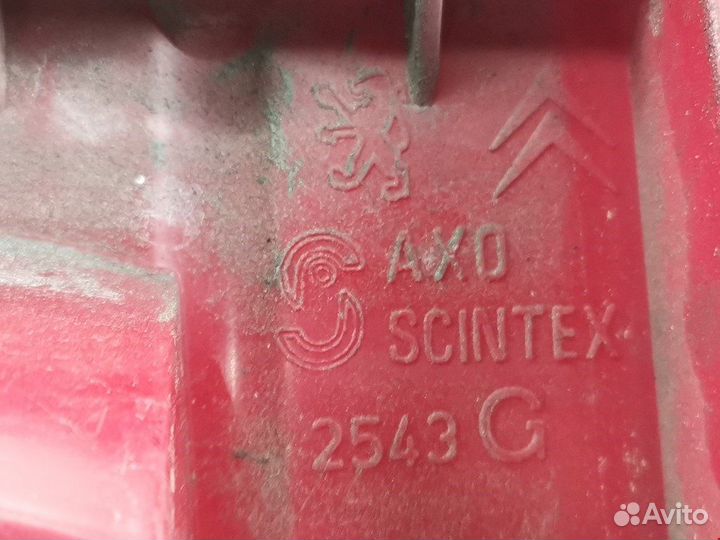 AXO
SCINTEX
2543 G
Avito